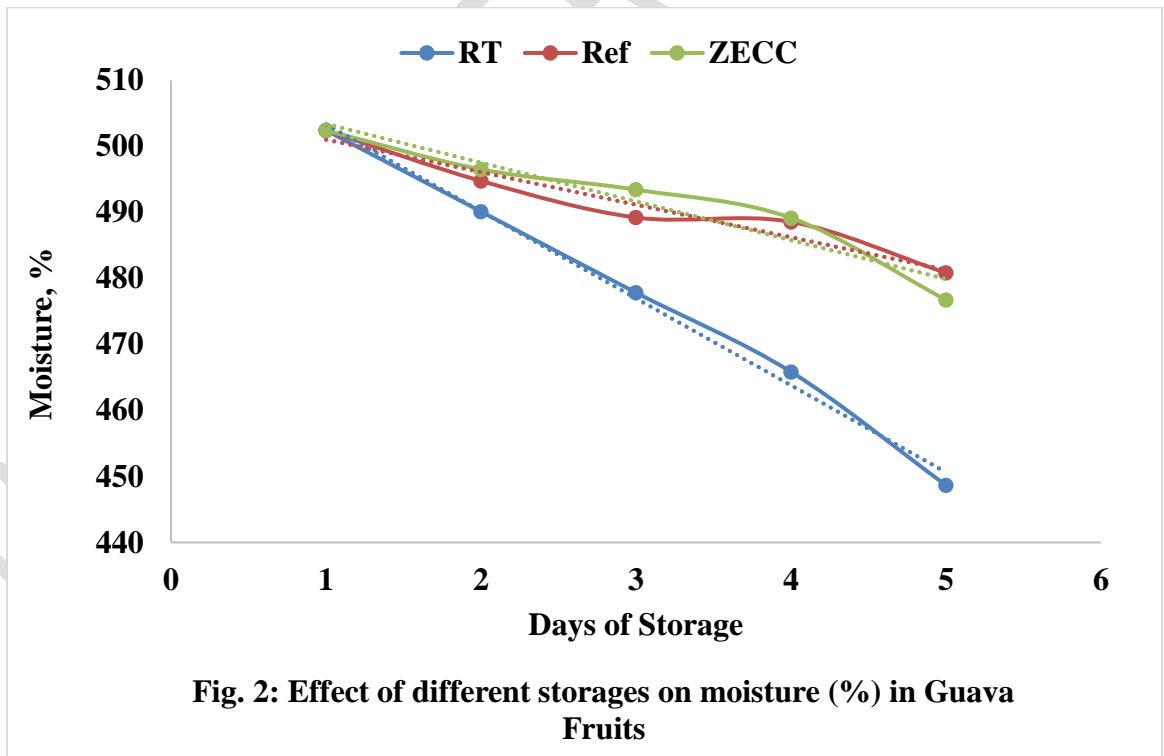 RT Ref ZECC
510
500
490
480
470
460
450
440
Moisture, %
0 1 2 3 4 5 6
Days of Storage
Fig. 2: Effect of different storages on moisture (%) in Guava
Fruits